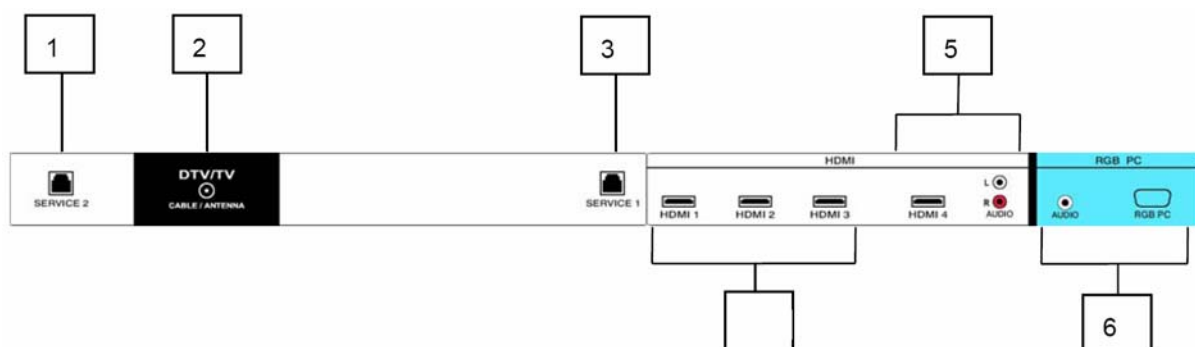 1
2
3
5
HDMI
RGB PC
DTV/TV
CABLE / ANTENNA
SERVICE 2
SERVICE 1
HDMI 1
HDMI 2
HDMI 3
HDMI 4
L
R
AUDIO
AUDIO
RGB PC
6